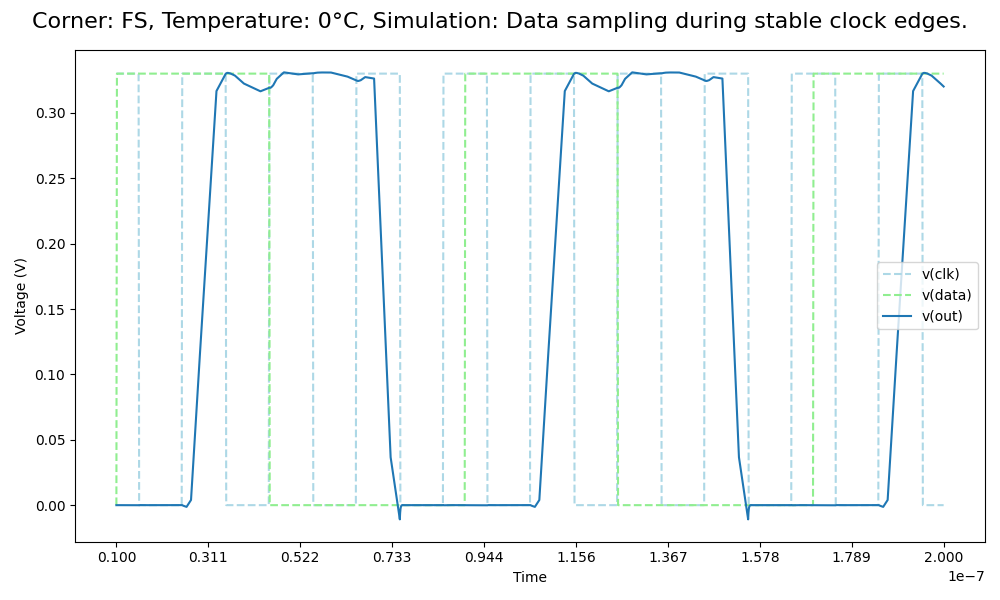 Corner: FS, Temperature: 0°C, Simulation: Data sampling during stable clock edges.
Voltage (V)
0.30
0.25
0.20
0.15
0.10
0.05
0.00
v(clk)
v(data)
v(out)
0.100 0.311 0.522 0.733 0.944 1.156 1.367 1.578 1.789 2.000
Time
1e−7